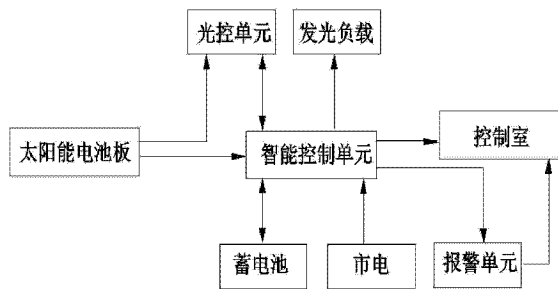 光控单元
发光负载
太阳能电池板
智能控制单元
控制室
蓄电池
市电
报警单元